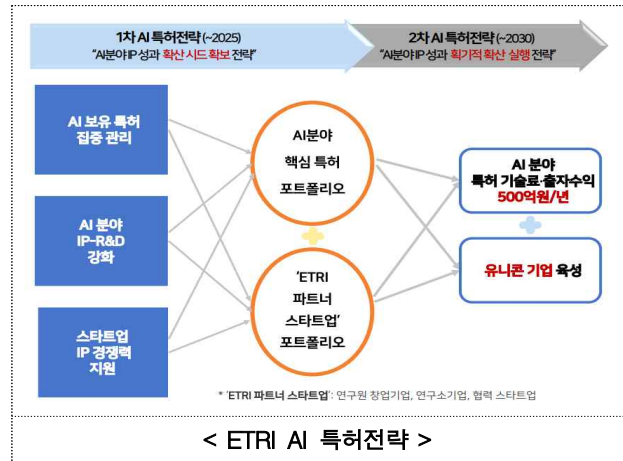 1차 AI 특허전략 (~2025)
“AI분야 IP 성과 확산 시드 확보 전략”
2차 AI 특허전략 (~2030)
“AI분야 IP 성과 획기적 확산 실행 전략”
AI 보유 특허
집중 관리
AI 분야
IP-R&D
강화
스타트업
IP 경쟁력
지원
AI분야
핵심 특허
포트폴리오
‘ETRI
파트너
스타트업’
포트폴리오
AI 분야
특허 기술료·출자수익
500억원/년
유니콘 기업 육성
* ‘ETRI 파트너 스타트업’: 연구원 창업기업, 연구소기업, 협력 스타트업
< ETRI AI 특허전략 >